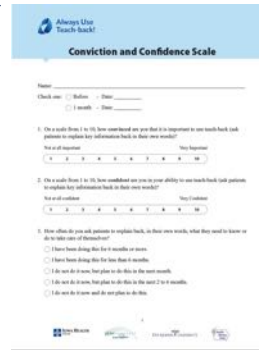 Always Use
Teach-back!
Conviction and Confidence Scale
Name:
Check one: Before - Date:
1 month - Date:
1. On a scale from 1 to 10, how convinced are you that it is important to use teach-back (ask
patients to explain key information back in their own words)?
Not at all important Very Important
1 2 3 4 5 6 7 8 9 10
2. On a scale from 1 to 10, how confident are you in your ability to use teach-back (ask patients
to explain key information back in their own words)?
Not at all confident Very Confident
1 2 3 4 5 6 7 8 9 10
3. How often do you ask patients to explain back, in their own words, what they need to know or
do to take care of themselves?
I have been doing this for 6 months or more.
I have been doing this for less than 6 months.
I do not do it now, but plan to do this in the next month.
I do not do it now, but plan to do this in the next 2 to 6 months.
I do not do it now and do not plan to do this.
IOWA HEALTH